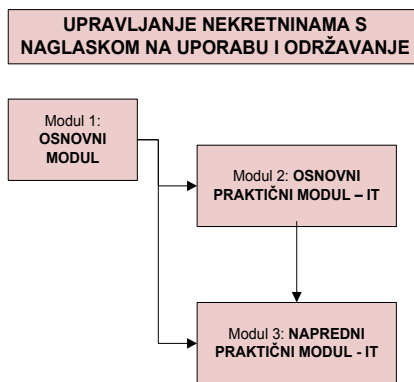 UPRAVLJANJE NEKRETNINAMA S
NAGLASKOM NA UPORABU I ODRŽAVANJE
Modul 1:
OSNOVNI
MODUL
Modul 2: OSNOVNI
PRAKTIČNI MODUL – IT
Modul 3: NAPREDNI
PRAKTIČNI MODUL - IT